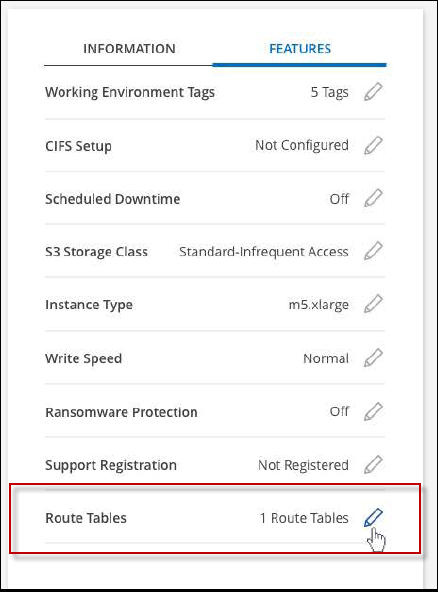 INFORMATION FEATURES
Working Environment Tags 5 Tags
CIFS Setup Not Configured
Scheduled Downtime Off
S3 Storage Class Standard-Infrequent Access
Instance Type m5.xlarge
Write Speed Normal
Ransomware Protection Off
Support Registration Not Registered
Route Tables 1 Route Tables